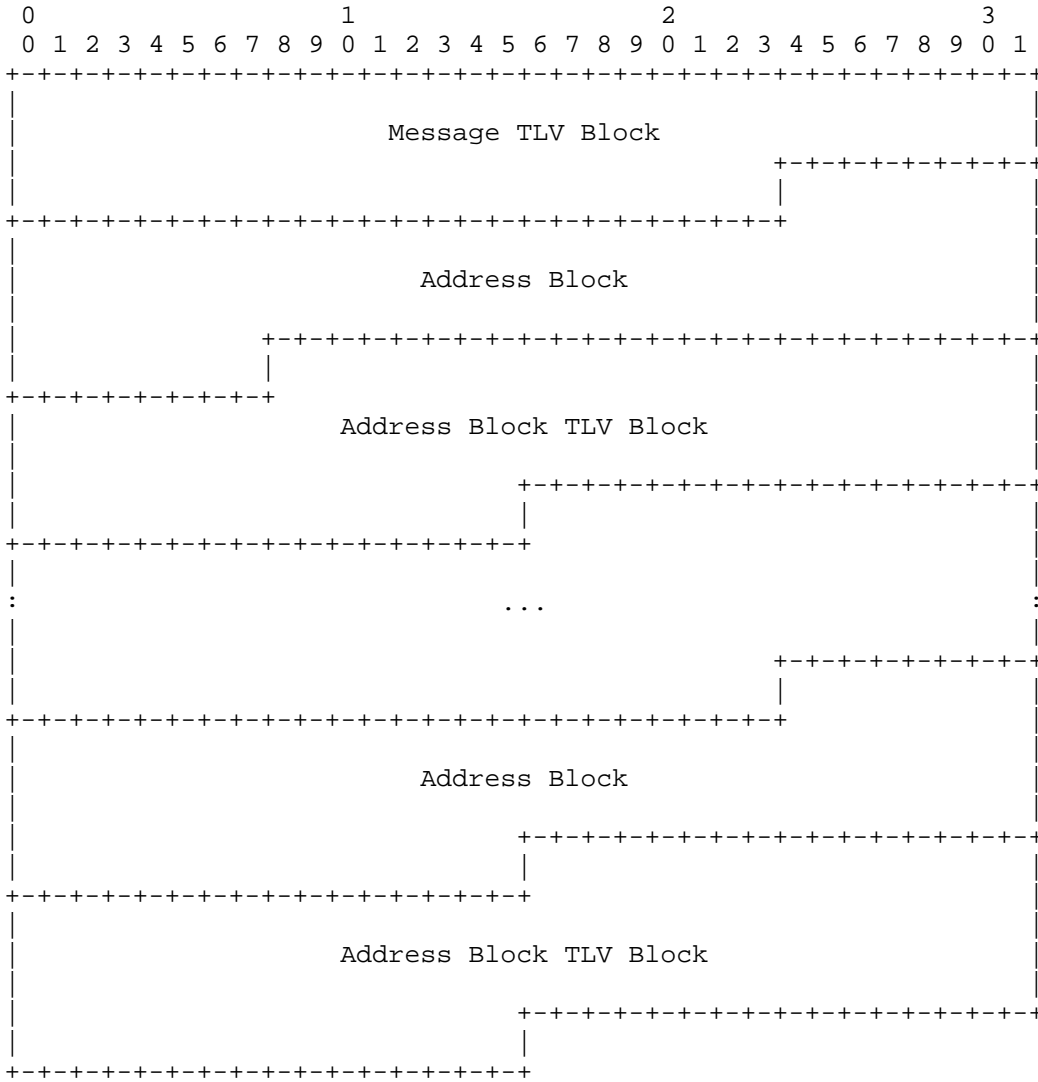 0                   1                   2                   3
0 1 2 3 4 5 6 7 8 9 0 1 2 3 4 5 6 7 8 9 0 1 2 3 4 5 6 7 8 9 0 1
Message TLV Block
Address Block
Address Block TLV Block
...
Address Block
Address Block TLV Block